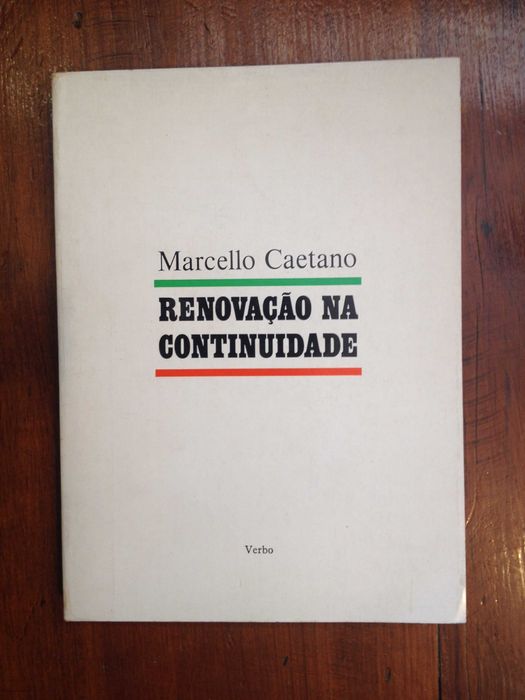 Marcello Caetano
RENOVAÇÃO NA
CONTINUIDADE
Verbo